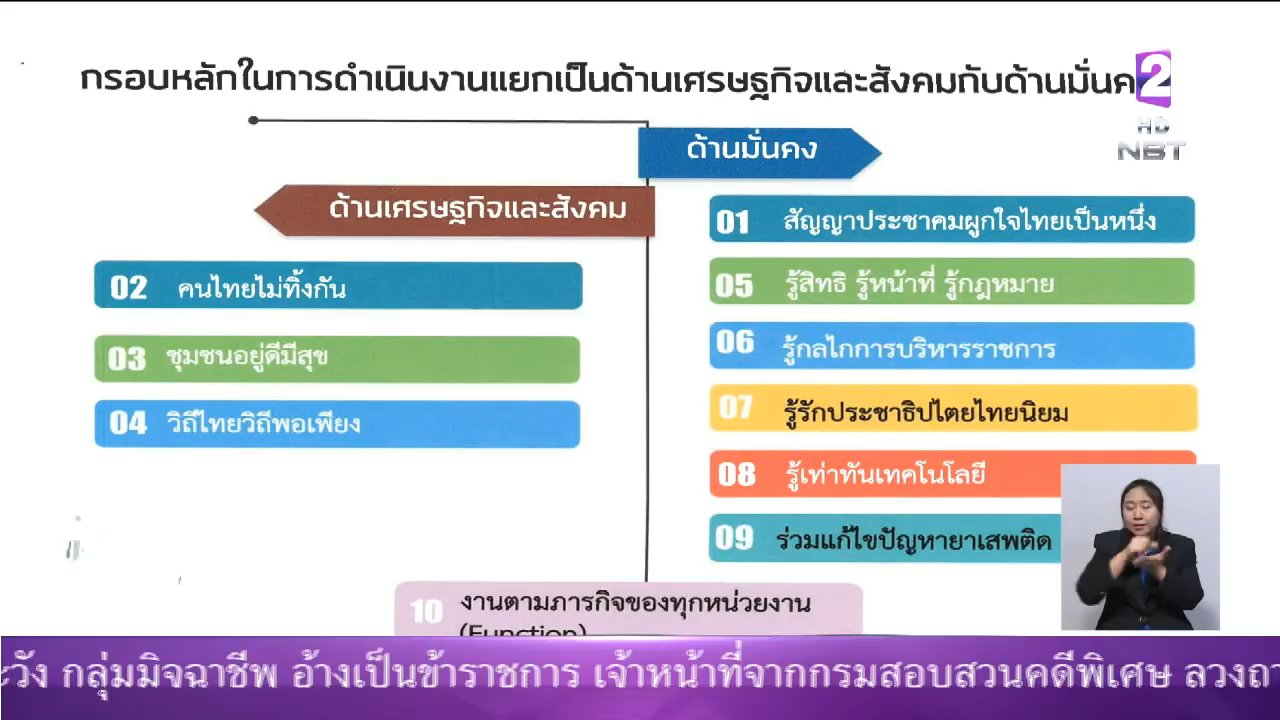 กรอบหลักในการดำเนินงานแยกเป็นด้านเศรษฐกิจและสังคมกับด้านมั่นค
2
HD
NBT
ด้านมั่นคง
ด้านเศรษฐกิจและสังคม
01 สัญญาประชาคมผูกใจไทยเป็นหนึ่ง
02 คนไทยไม่ทิ้งกัน
05 รู้สิทธิ รู้หน้าที่ รู้กฎหมาย
03 ชุมชนอยู่ดีมีสุข
06 รู้กลไกการบริหารราชการ
04 วิถีไทยวิถีพอเพียง
07 รู้รักประชาธิปไตยไทยนิยม
08 รู้เท่าทันเทคโนโลยี
09 ร่วมแก้ไขปัญหายาเสพติด
10 งานตามภารกิจของทุกหน่วยงาน
(Function)
ะวัง กลุ่มมิจฉาชีพ อ้างเป็นข้าราชการ เจ้าหน้าที่จากกรมสอบสวนคดีพิเศษ ลวงถา